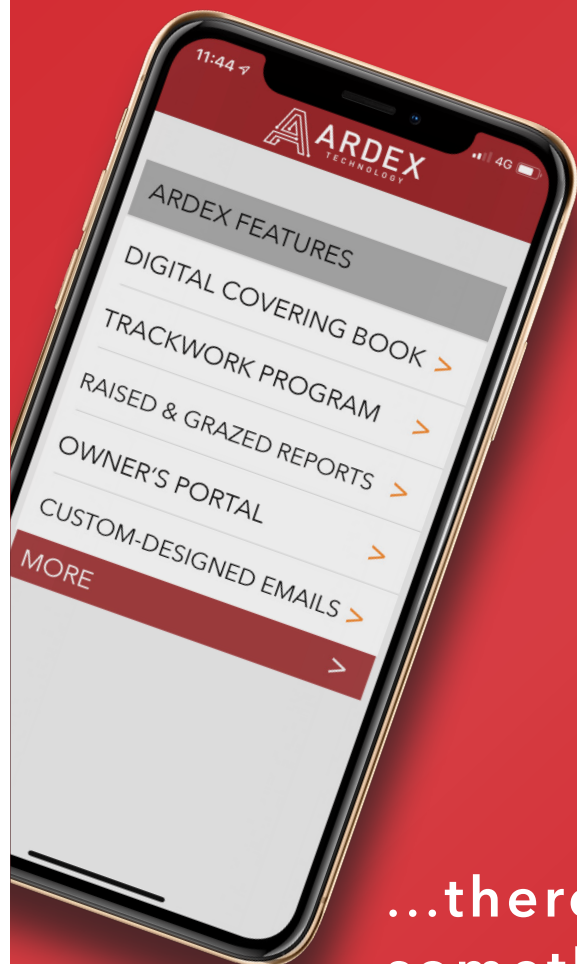 11:44
4G
ARDEX
TECHNOLOGY
ARDEX FEATURES
DIGITAL COVERING BOOK >
TRACKWORK PROGRAM >
RAISED & GRAZED REPORTS >
OWNER'S PORTAL >
CUSTOM-DESIGNED EMAILS >
MORE >
...there